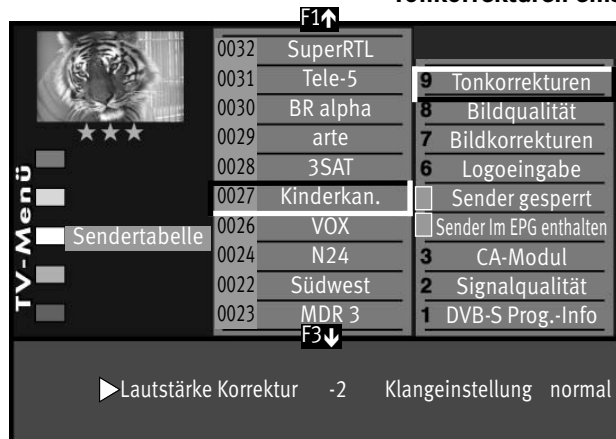 F1↑
0032 SuperRTL
0031 Tele-5
0030 BR alpha
0029 arte
0028 3SAT
0027 Kinderkan.
0026 VOX
0024 N24
0022 Südwest
0023 MDR 3
F3↓
9 Tonkorrekturen
8 Bildqualität
7 Bildkorrekturen
6 Logoeingabe
Sender gesperrt
Sender Im EPG enthalten
3 CA-Modul
2 Signalqualität
1 DVB-S Prog.-Info
TV-Menü
Sendertabelle
Lautstärke Korrektur -2 Klangeinstellung normal